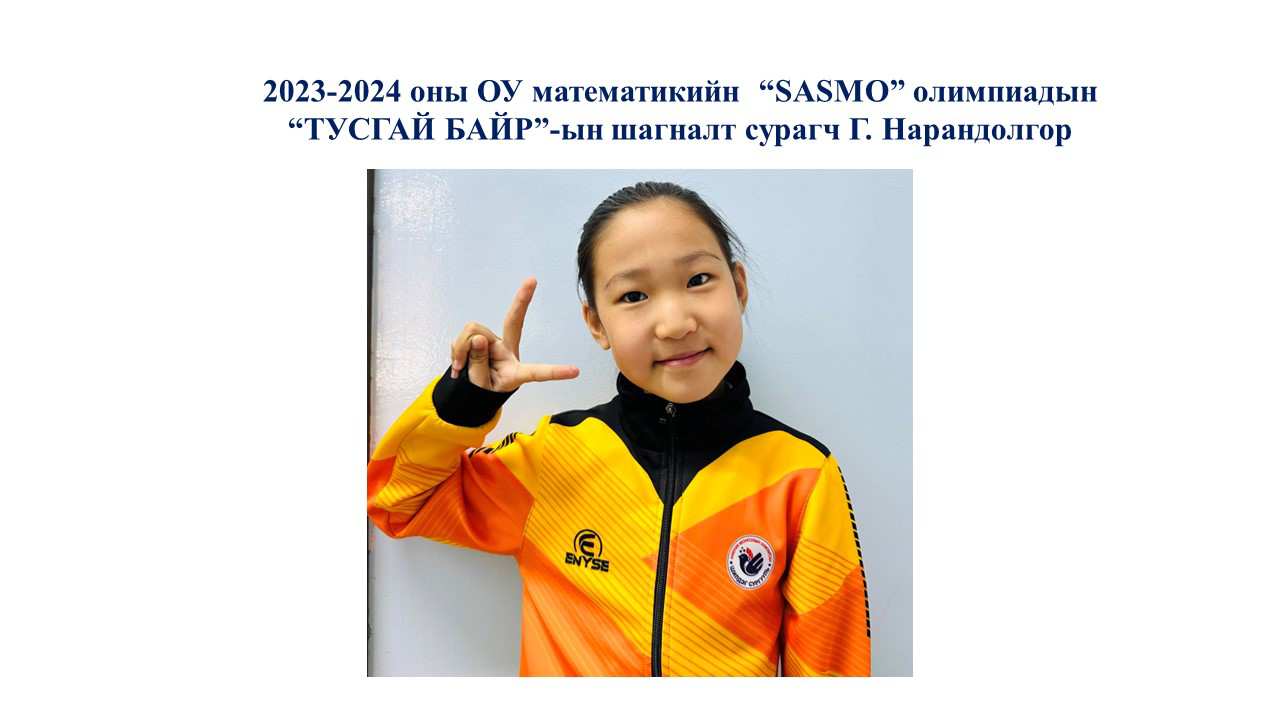 2023-2024 оны ОУ математикийн “SASMO” олимпиадын
“ТУСГАЙ БАЙР”-ын шагналт сурагч Г. Нарандолгор
ENYSE